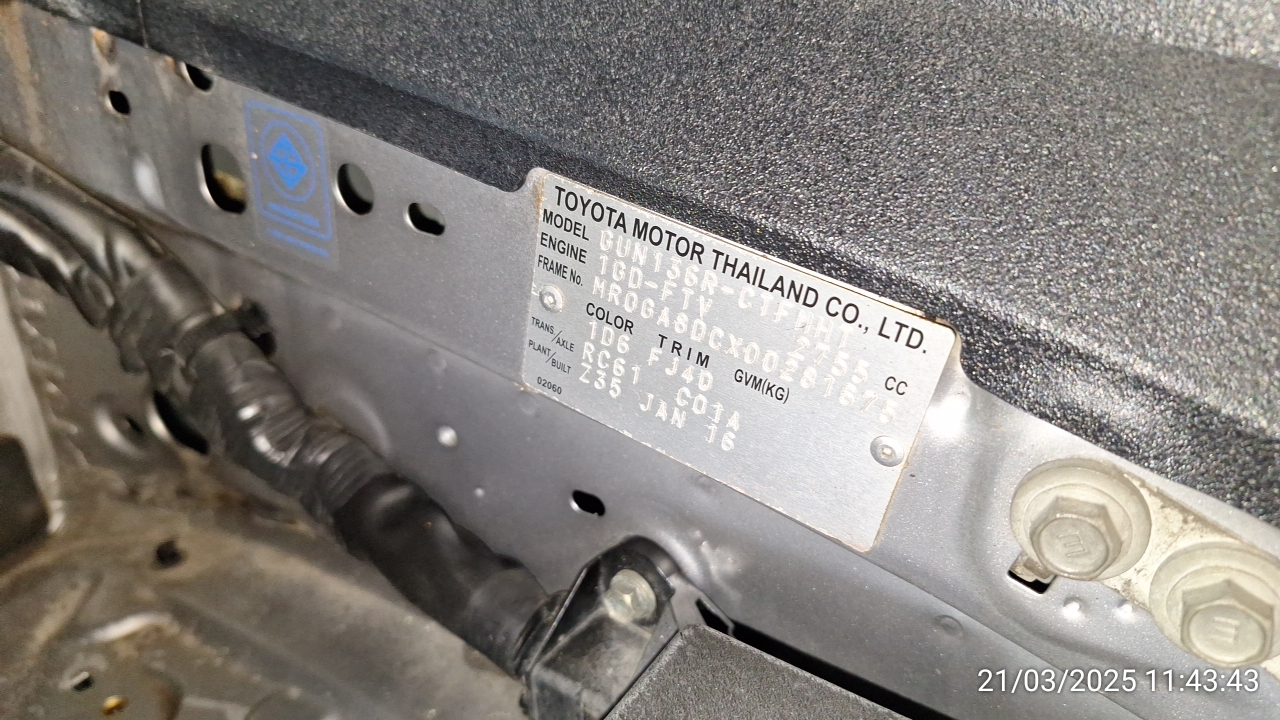 TOYOTA MOTOR THAILAND CO., LTD.
MODEL GUN136R-CTFHHT
ENGINE 1GD-FTV 2755 CC
FRAME No. MR0GA8DCX00261675
COLOR TRIM GVM(KG)
1D6 FJ40
TRANS/AXLE RC61 C01A
PLANT/BUILT Z35 JAN 16
02060
21/03/2025 11:43:43